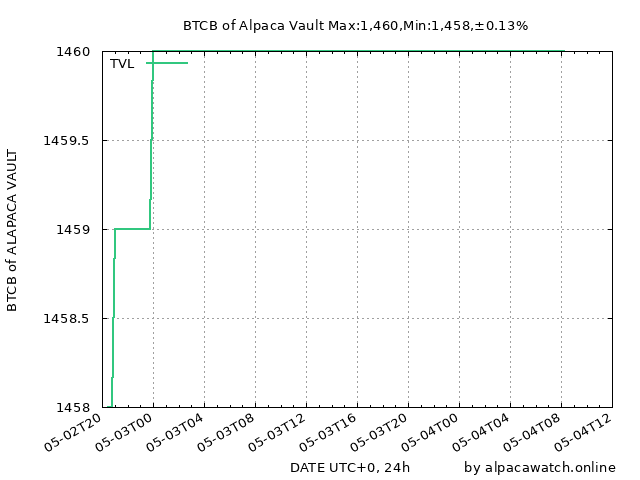 BTCB of Alpaca Vault Max:1,460,Min:1,458,±0.13%
1460
TVL
1459.5
1459
1458.5
1458
BTCB of ALAPACA VAULT
05-02T20
05-03T00
05-03T04
05-03T08
05-03T12
05-03T16
05-03T20
05-04T00
05-04T04
05-04T08
05-04T12
DATE UTC+0, 24h
by alpacawatch.online